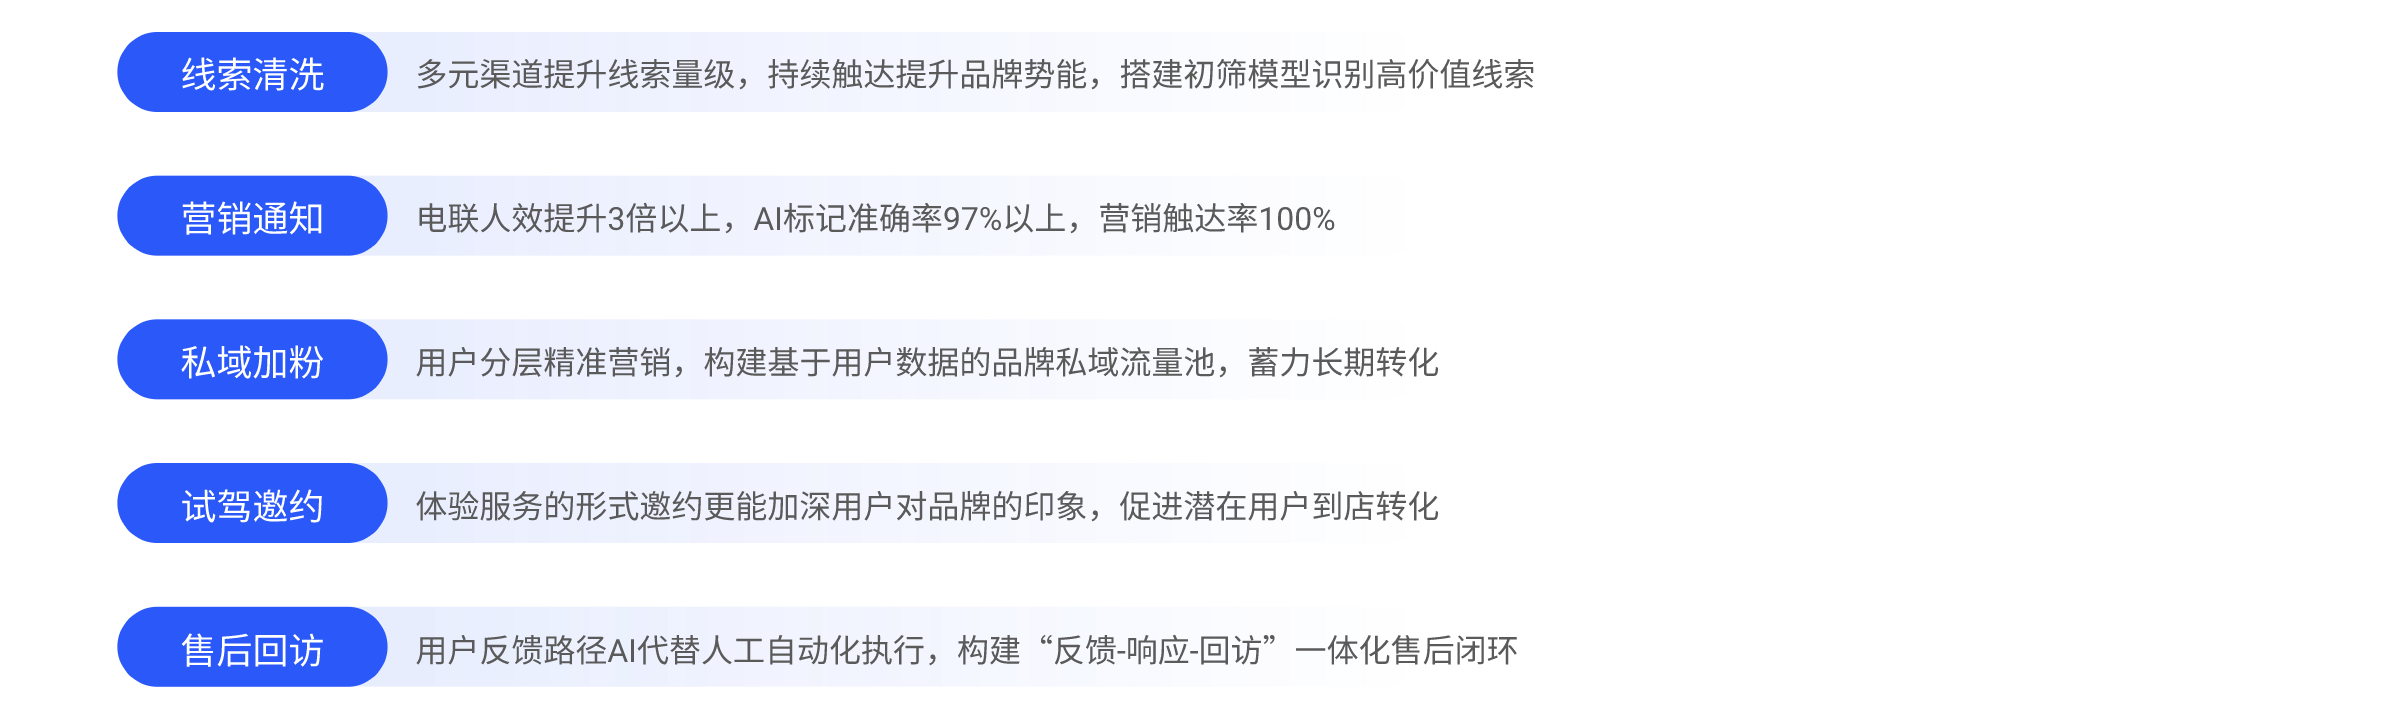 线索清洗 多元渠道提升线索量级，持续触达提升品牌势能，搭建初筛模型识别高价值线索
营销通知 电联人效提升3倍以上，AI标记准确率97%以上，营销触达率100%
私域加粉 用户分层精准营销，构建基于用户数据的品牌私域流量池，蓄力长期转化
试驾邀约 体验服务的形式邀约更能加深用户对品牌的印象，促进潜在用户到店转化
售后回访 用户反馈路径AI代替人工自动化执行，构建“反馈-响应-回访”一体化售后闭环